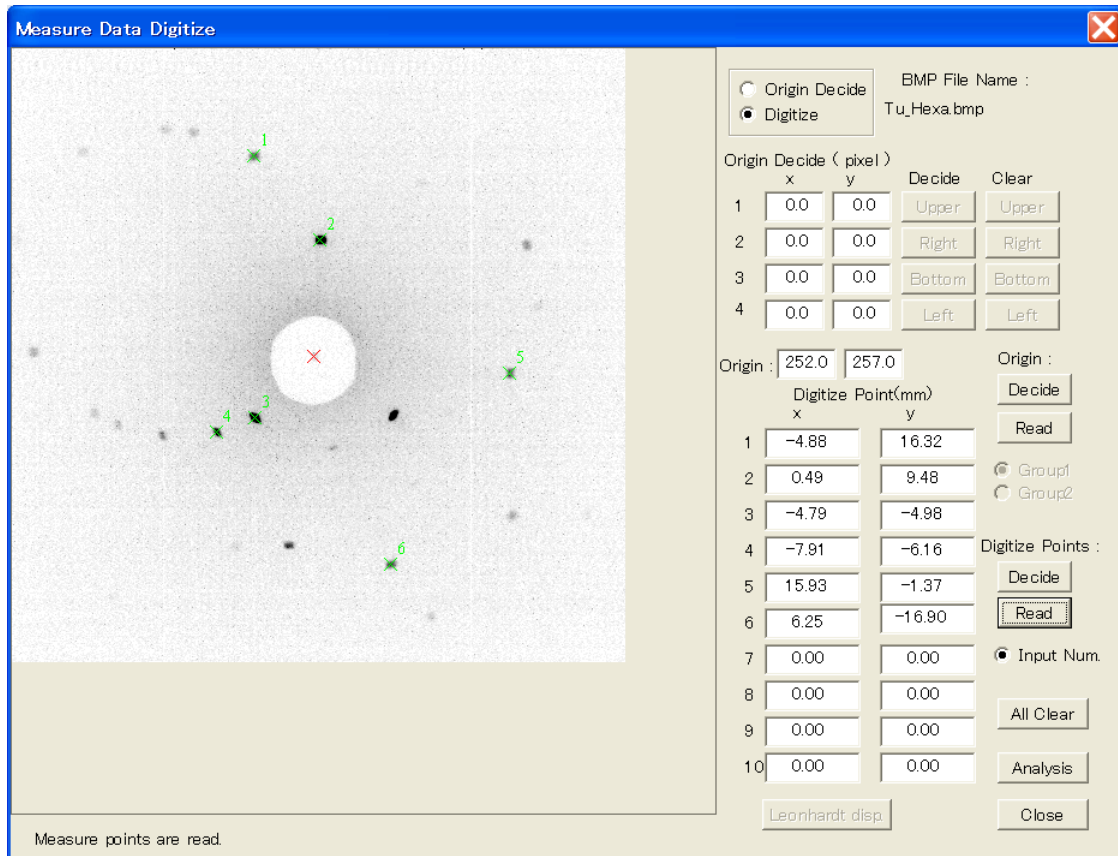 Measure Data Digitize
1
2
3
4
5
6
Origin Decide
Digitize
BMP File Name :
Tu_Hexa.bmp
Origin Decide ( pixel )
x y Decide Clear
1 0.0 0.0 Upper Upper
2 0.0 0.0 Right Right
3 0.0 0.0 Bottom Bottom
4 0.0 0.0 Left Left
Origin : 252.0 257.0
Origin :
Decide
Read
Group1
Group2
Digitize Point(mm)
x y
1 -4.88 16.32
2 0.49 9.48
3 -4.79 -4.98
4 -7.91 -6.16
5 15.93 -1.37
6 6.25 -16.90
7 0.00 0.00
8 0.00 0.00
9 0.00 0.00
10 0.00 0.00
Digitize Points :
Decide
Read
Input Num.
All Clear
Analysis
Leonhardt disp.
Close
Measure points are read.